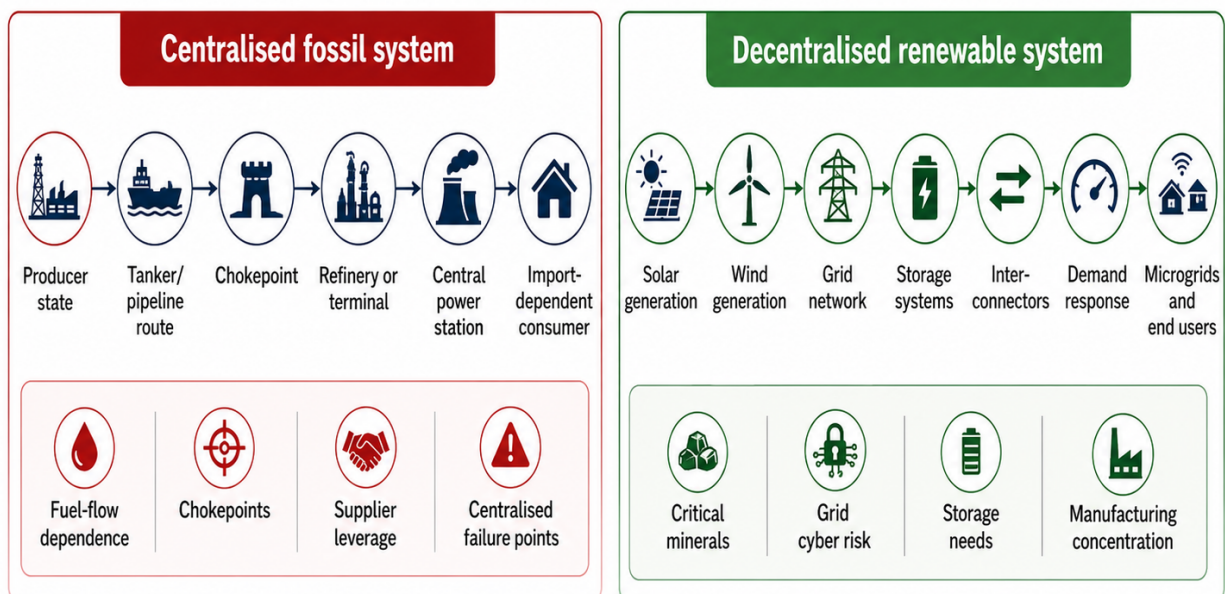 Centralised fossil system
Producer
state
Tanker/
pipeline
route
Chokepoint
Refinery or
terminal
Central
power
station
Import-
dependent
consumer
Fuel-flow
dependence
Chokepoints
Supplier
leverage
Centralised
failure points
Decentralised renewable system
Solar
generation
Wind
generation
Grid
network
Storage
systems
Inter-
connectors
Demand
response
Microgrids
and
end users
Critical
minerals
Grid
cyber risk
Storage
needs
Manufacturing
concentration